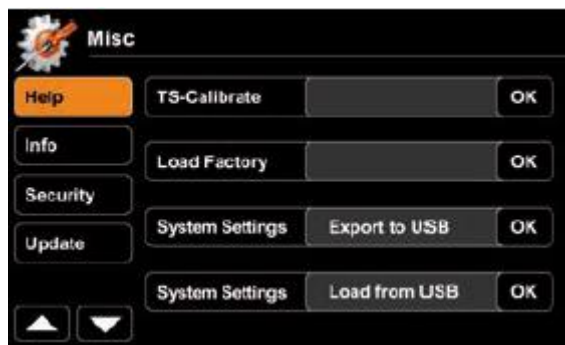 Misc
Help
TS-Calibrate OK
Info
Load Factory OK
Security
System Settings Export to USB OK
Update
System Settings Load from USB OK